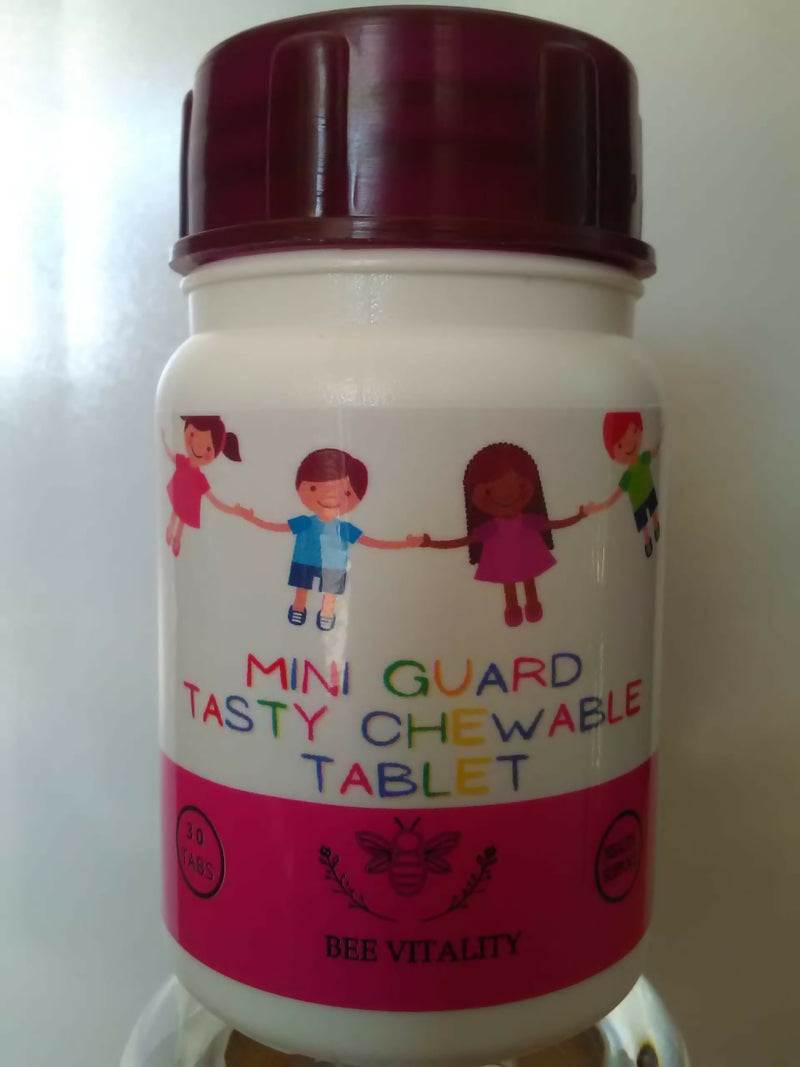 MINI GUARD
TASTY CHEWABLE
TABLET
30
TABS
BEE VITALITY